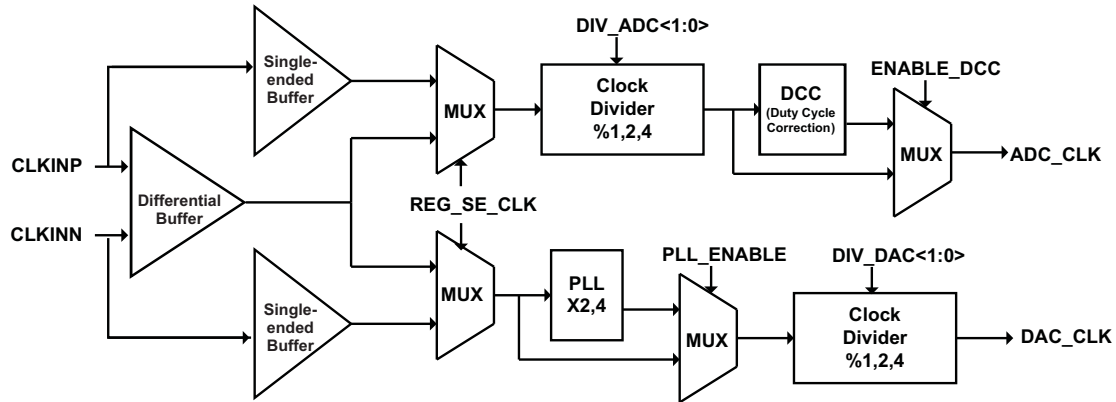 DIV_ADC<1:0>
Single-
ended
Buffer
MUX
Clock
Divider
%1,2,4
DCC
(Duty Cycle
Correction)
ENABLE_DCC
MUX
ADC_CLK
CLKINP
Differential
Buffer
CLKINN
REG_SE_CLK
Single-
ended
Buffer
MUX
PLL
X2,4
PLL_ENABLE
MUX
DIV_DAC<1:0>
Clock
Divider
%1,2,4
DAC_CLK